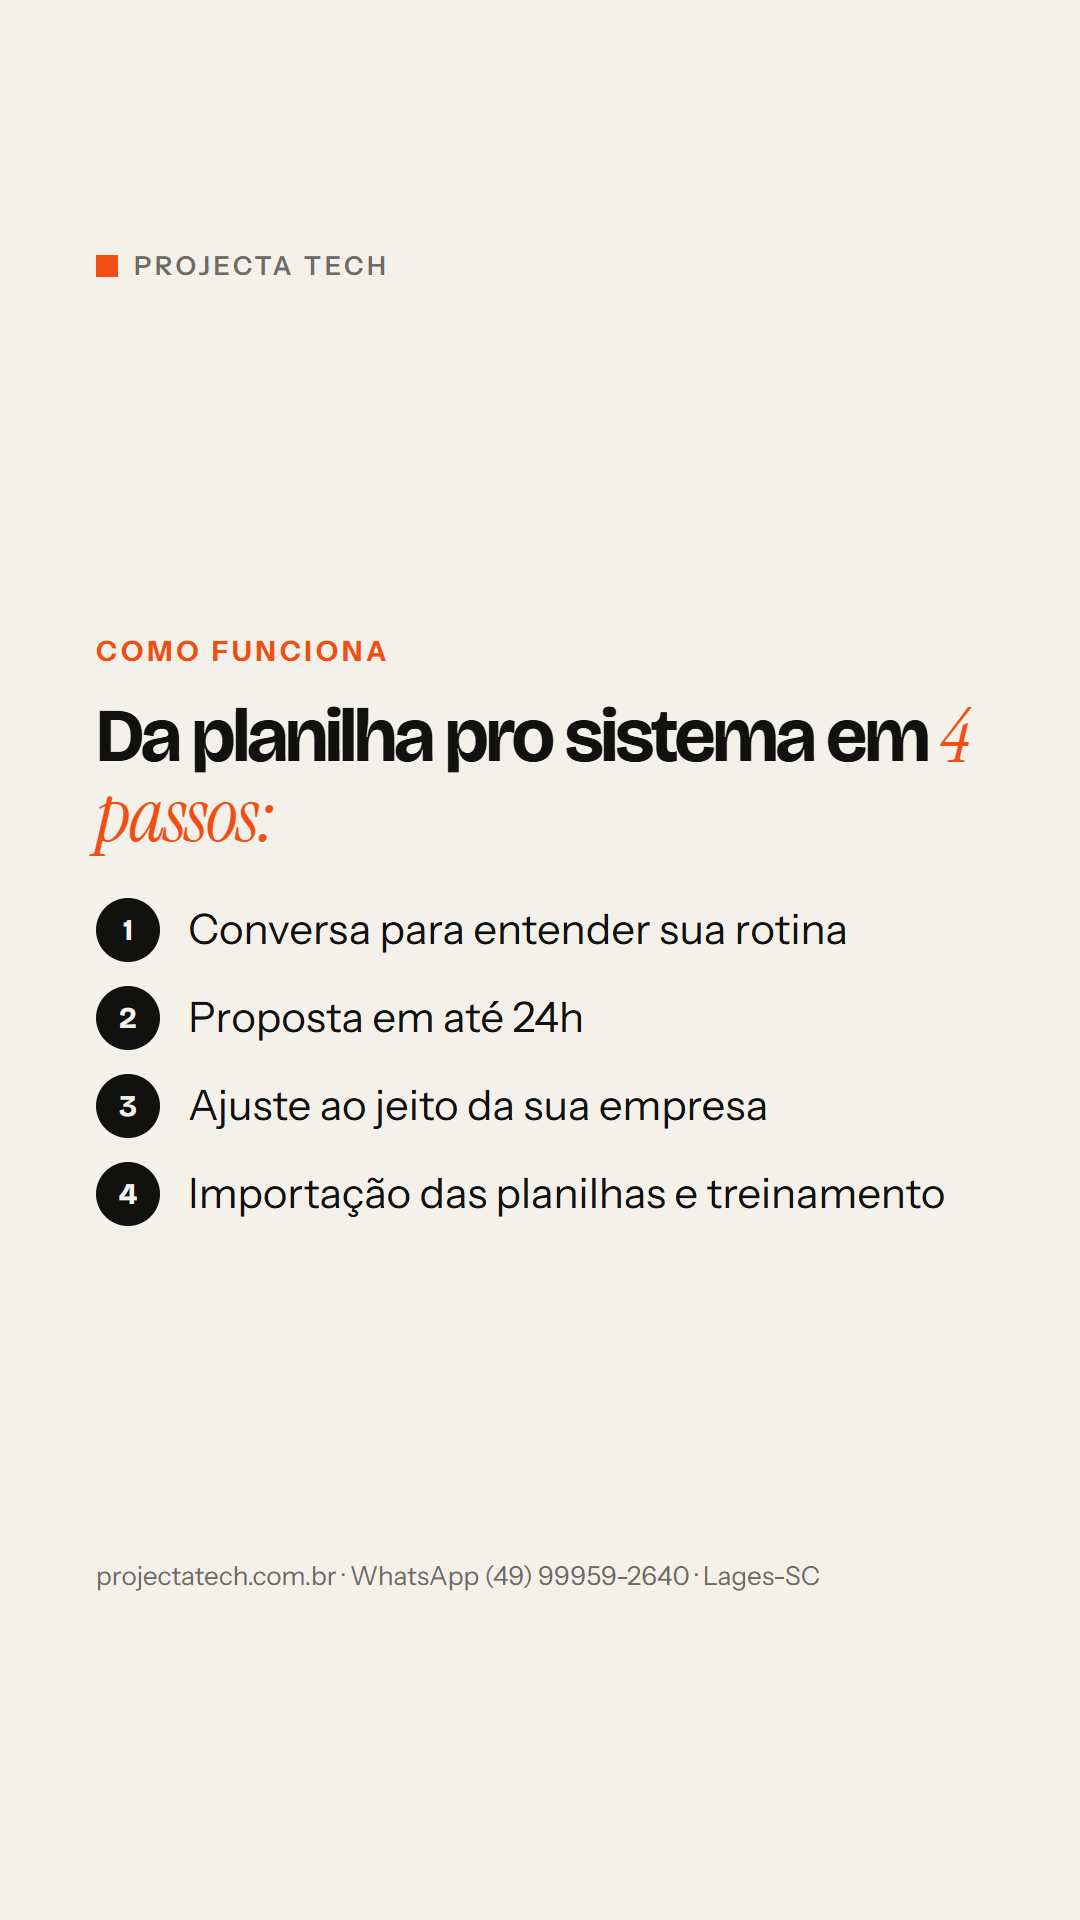 PROJECTA TECH
COMO FUNCIONA
Da planilha pro sistema em 4
passos:
1 Conversa para entender sua rotina
2 Proposta em até 24h
3 Ajuste ao jeito da sua empresa
4 Importação das planilhas e treinamento
projectatech.com.br · WhatsApp (49) 99959-2640 · Lages-SC